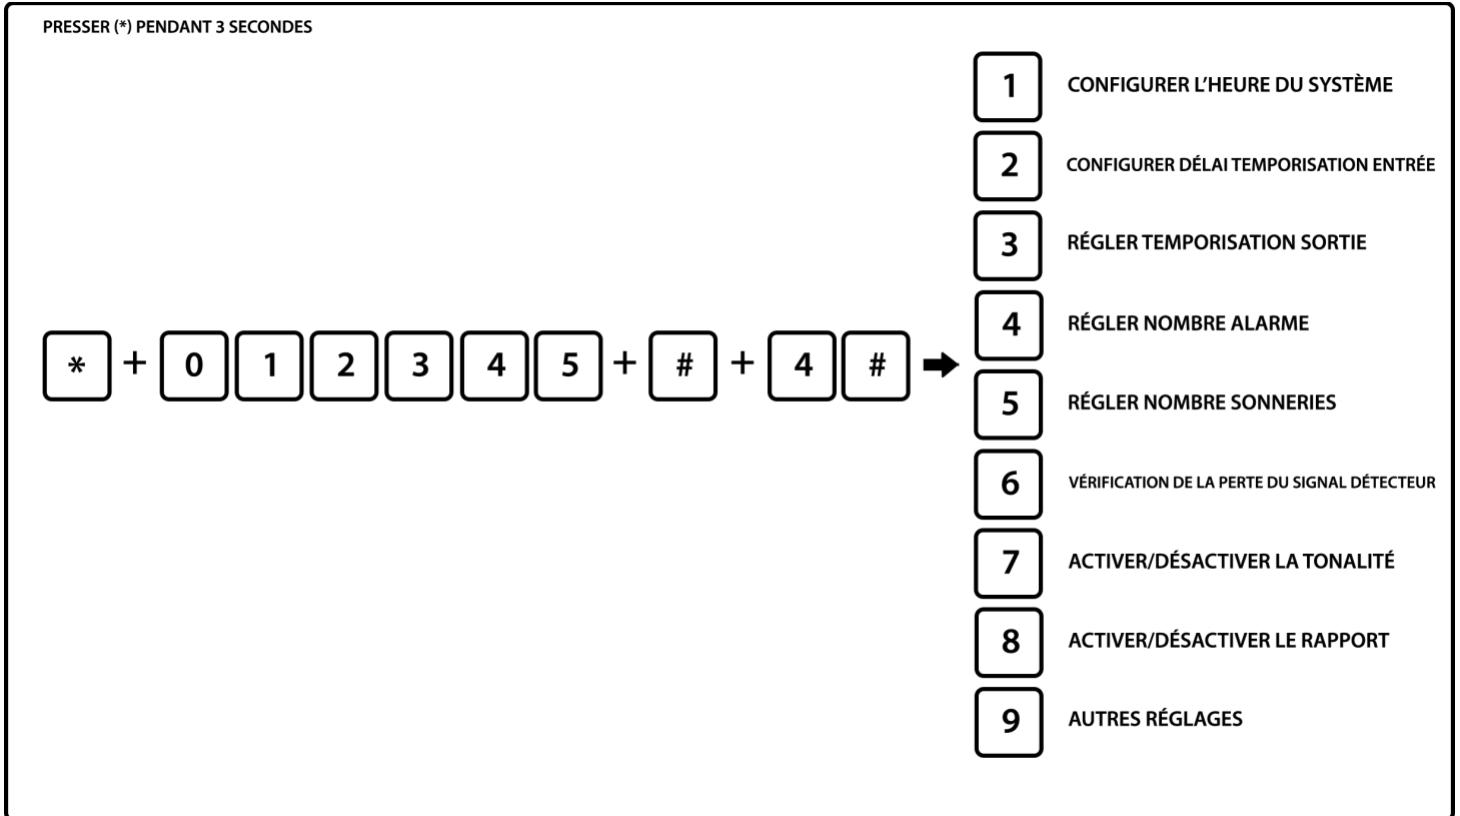 PRESSER (*) PENDANT 3 SECONDES
* + 0 1 2 3 4 5 + # + 4 #
1 CONFIGURER L'HEURE DU SYSTÈME
2 CONFIGURER DÉLAI TEMPORISATION ENTRÉE
3 RÉGLER TEMPORISATION SORTIE
4 RÉGLER NOMBRE ALARME
5 RÉGLER NOMBRE SONNERIES
6 VÉRIFICATION DE LA PERTE DU SIGNAL DÉTECTEUR
7 ACTIVER/DÉSACTIVER LA TONALITÉ
8 ACTIVER/DÉSACTIVER LE RAPPORT
9 AUTRES RÉGLAGES